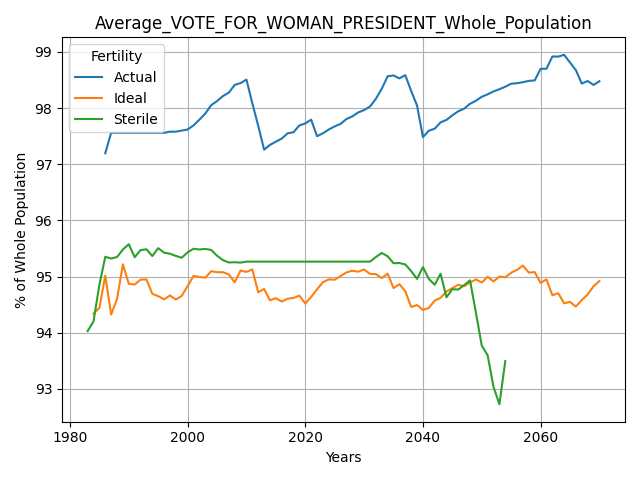 Average_VOTE_FOR_WOMAN_PRESIDENT_Whole_Population
Fertility
Actual
Ideal
Sterile
99
98
97
96
95
94
93
% of Whole Population
1980
2000
2020
2040
2060
Years